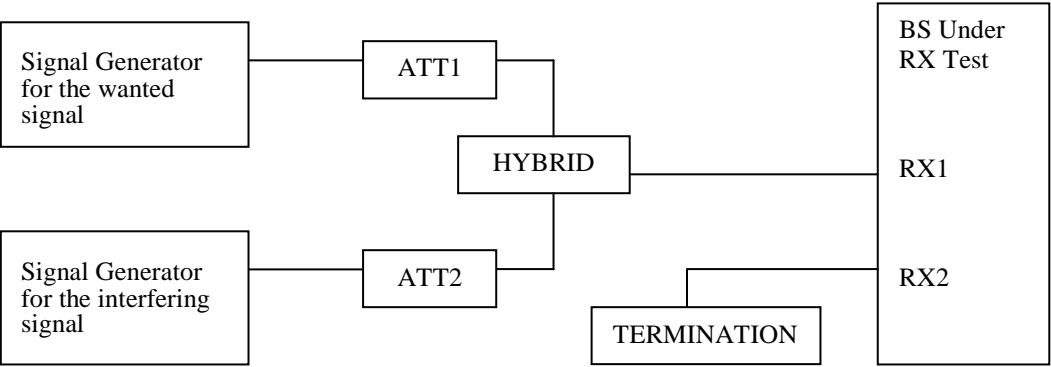 Signal Generator
for the wanted
signal
ATT1
BS Under
RX Test
HYBRID
RX1
Signal Generator
for the interfering
signal
ATT2
RX2
TERMINATION